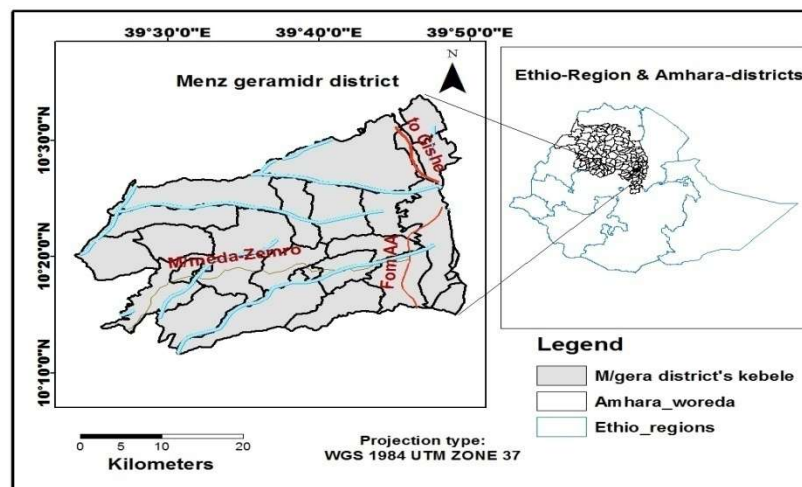 39°30'0"E 39°40'0"E 39°50'0"E
N
Menz geramidr district
Ethio-Region & Amhara-districts
10°30'0"N
10°20'0"N
10°10'0"N
to Gishe
Mrmeda-Zemro
FomAA
Legend
M/gera district's kebele
Amhara_woreda
Ethio_regions
0 5 10 20
Kilometers
Projection type:
WGS 1984 UTM ZONE 37